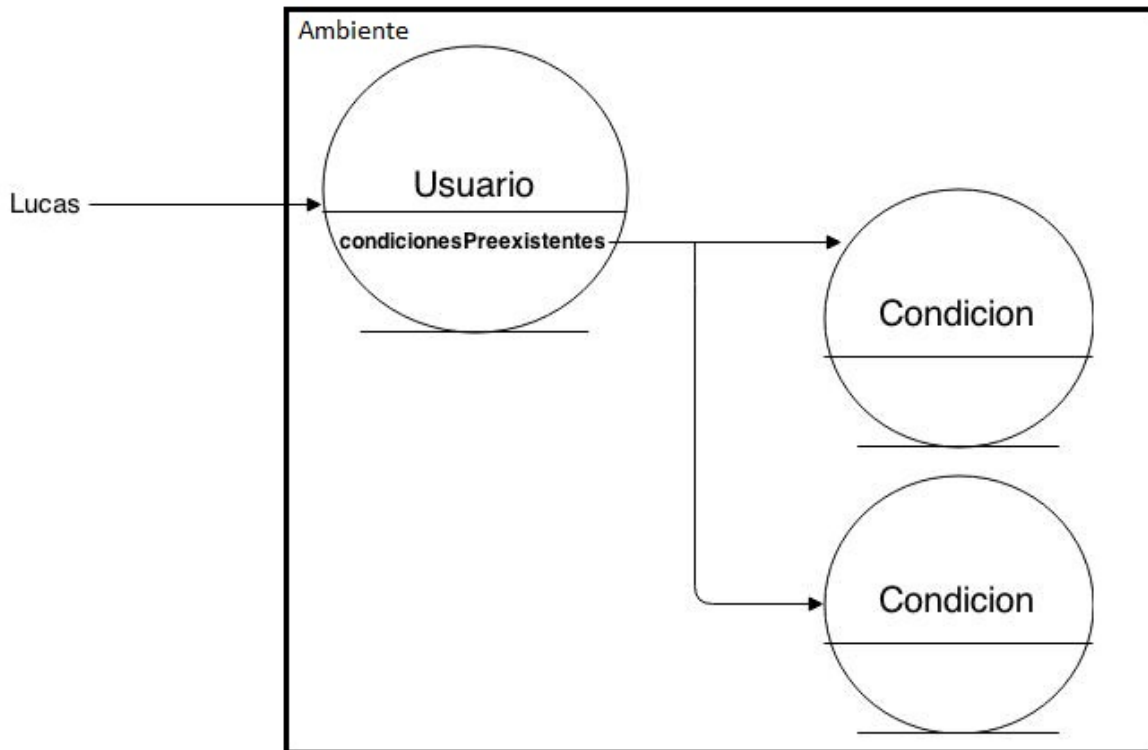 Ambiente
Usuario
Lucas
condicionesPreexistentes
Condicion
Condicion